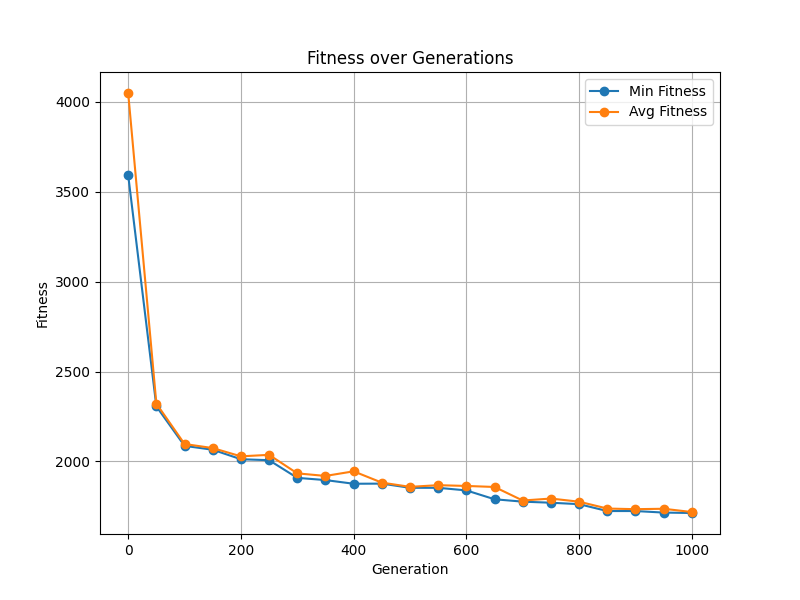 Fitness over Generations
Min Fitness
Avg Fitness
4000
3500
3000
2500
2000
Fitness
0 200 400 600 800 1000
Generation